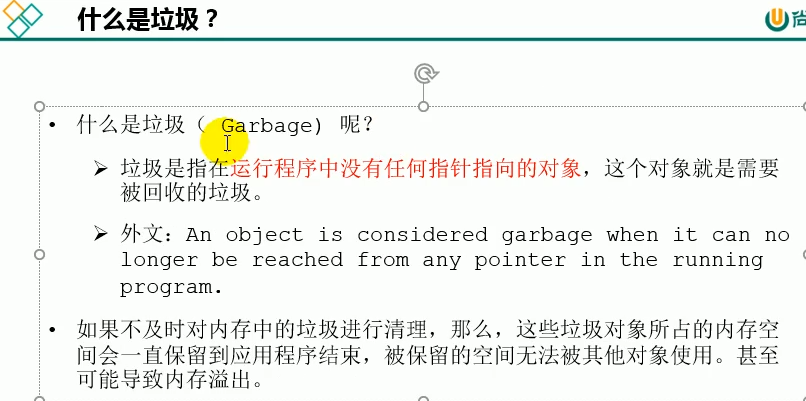 什么是垃圾？
尚
• 什么是垃圾（ Garbage) 呢？
➢ 垃圾是指在运行程序中没有任何指针指向的对象，这个对象就是需要
被回收的垃圾。
➢ 外文：An object is considered garbage when it can no
longer be reached from any pointer in the running
program.
• 如果不及时对内存中的垃圾进行清理，那么，这些垃圾对象所占的内存空
间会一直保留到应用程序结束，被保留的空间无法被其他对象使用。甚至
可能导致内存溢出。